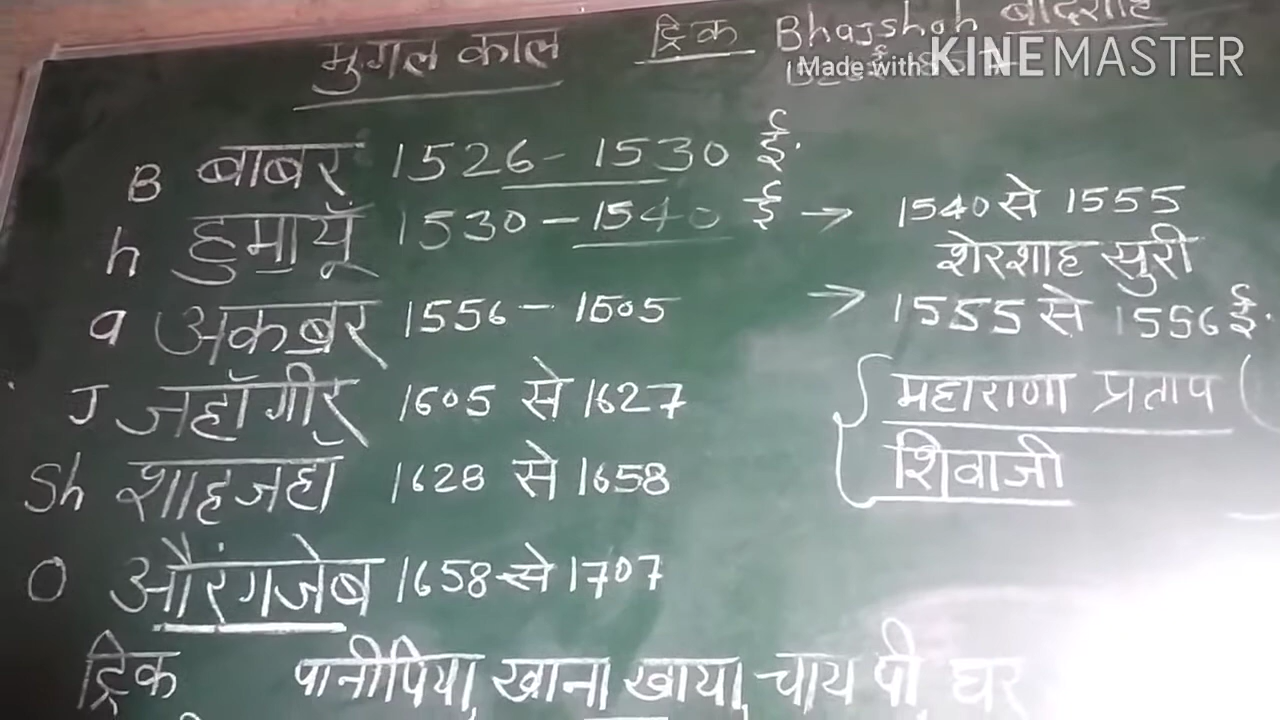 मुगल काल ट्रिक Bhajshoh बादशाह
Made with KINEMASTER
B बाबर 1526 - 1530 ई.
h हुमायूँ 1530 - 1540 ई → 1540 से 1555
शेरशाह सुरी
a अकबर 1556 - 1605 → 1555 से 1556 ई.
J जहाँगीर 1605 से 1627 महाराणा प्रताप
Sh शाहजहाँ 1628 से 1658 शिवाजी
O औरंगजेब 1658 से 1707
ट्रिक पानीपिया, खाना खाया, चाय पी, घर